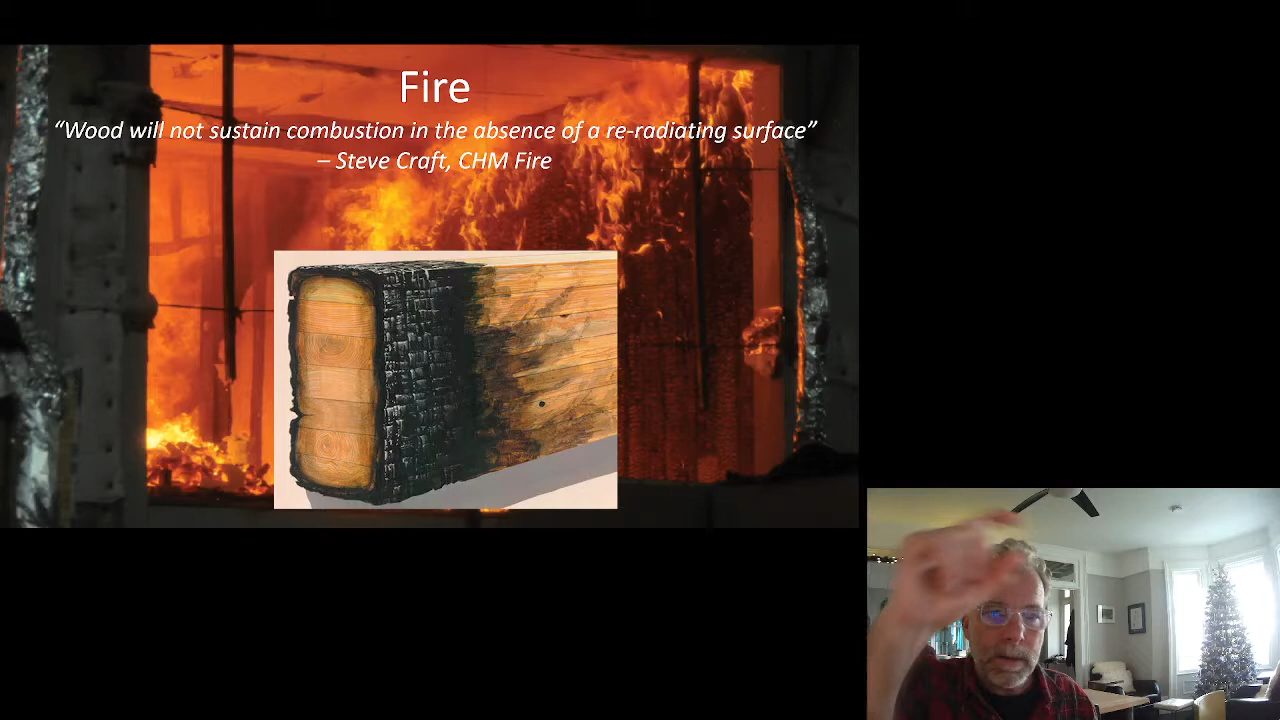 Fire
“Wood will not sustain combustion in the absence of a re-radiating surface”
– Steve Craft, CHM Fire